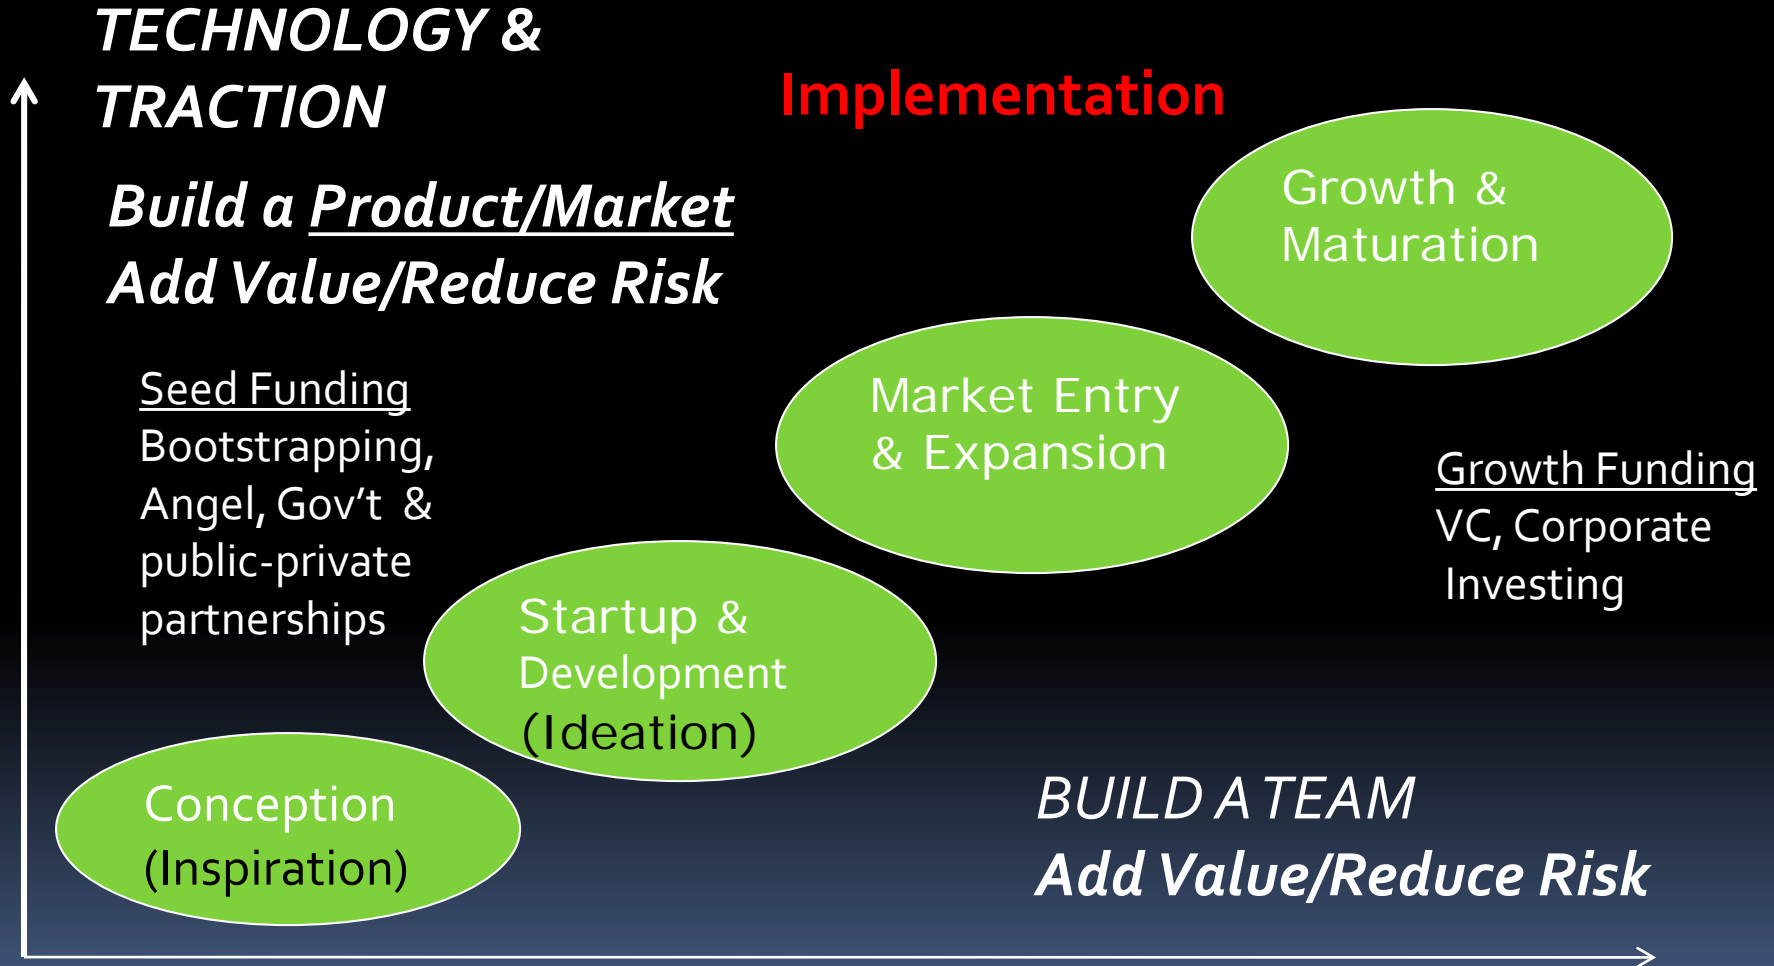 TECHNOLOGY &
TRACTION
Implementation
Build a Product/Market
Add Value/Reduce Risk
Growth &
Maturation
Seed Funding
Bootstrapping,
Angel, Gov’t &
public-private
partnerships
Market Entry
& Expansion
Growth Funding
VC, Corporate
Investing
Startup &
Development
(Ideation)
Conception
(Inspiration)
BUILD A TEAM
Add Value/Reduce Risk